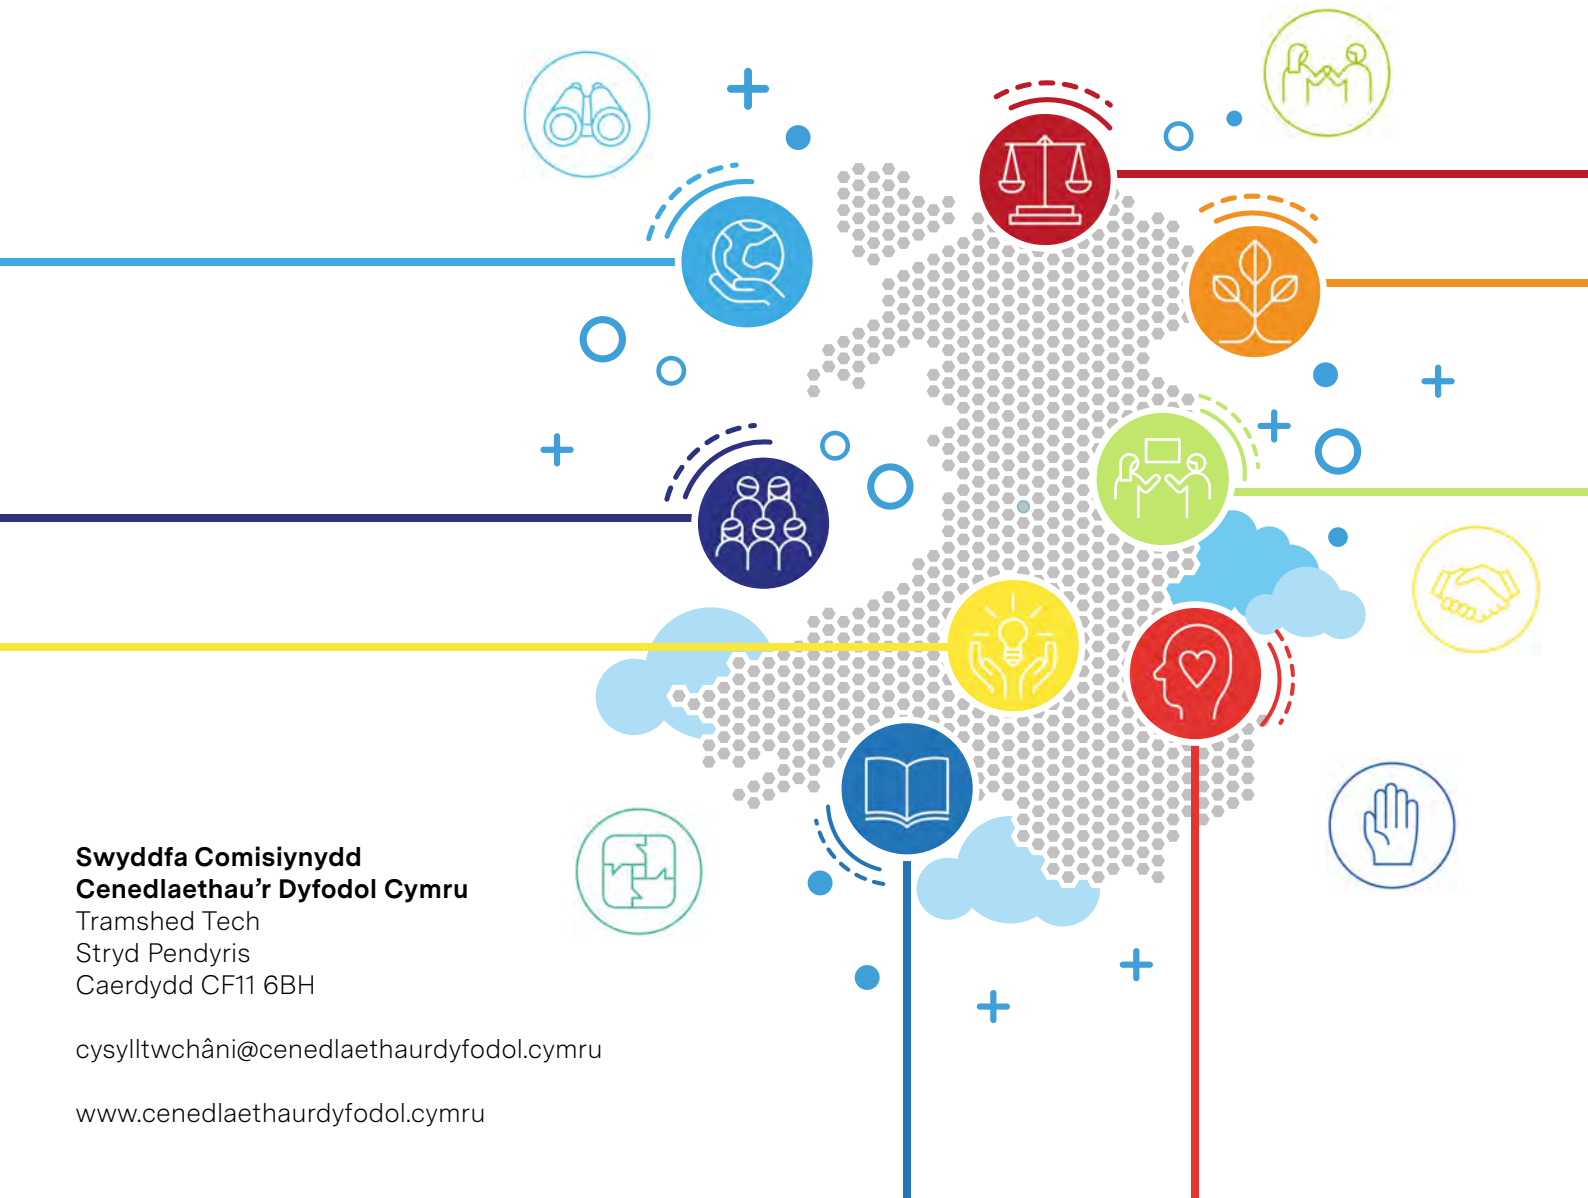 Swyddfa Comisiynydd
Cenedlaethau’r Dyfodol Cymru
Tramshed Tech
Stryd Pendyris
Caerdydd CF11 6BH
cysylltwchâni@cenedlaethaurdyfodol.cymru
www.cenedlaethaurdyfodol.cymru